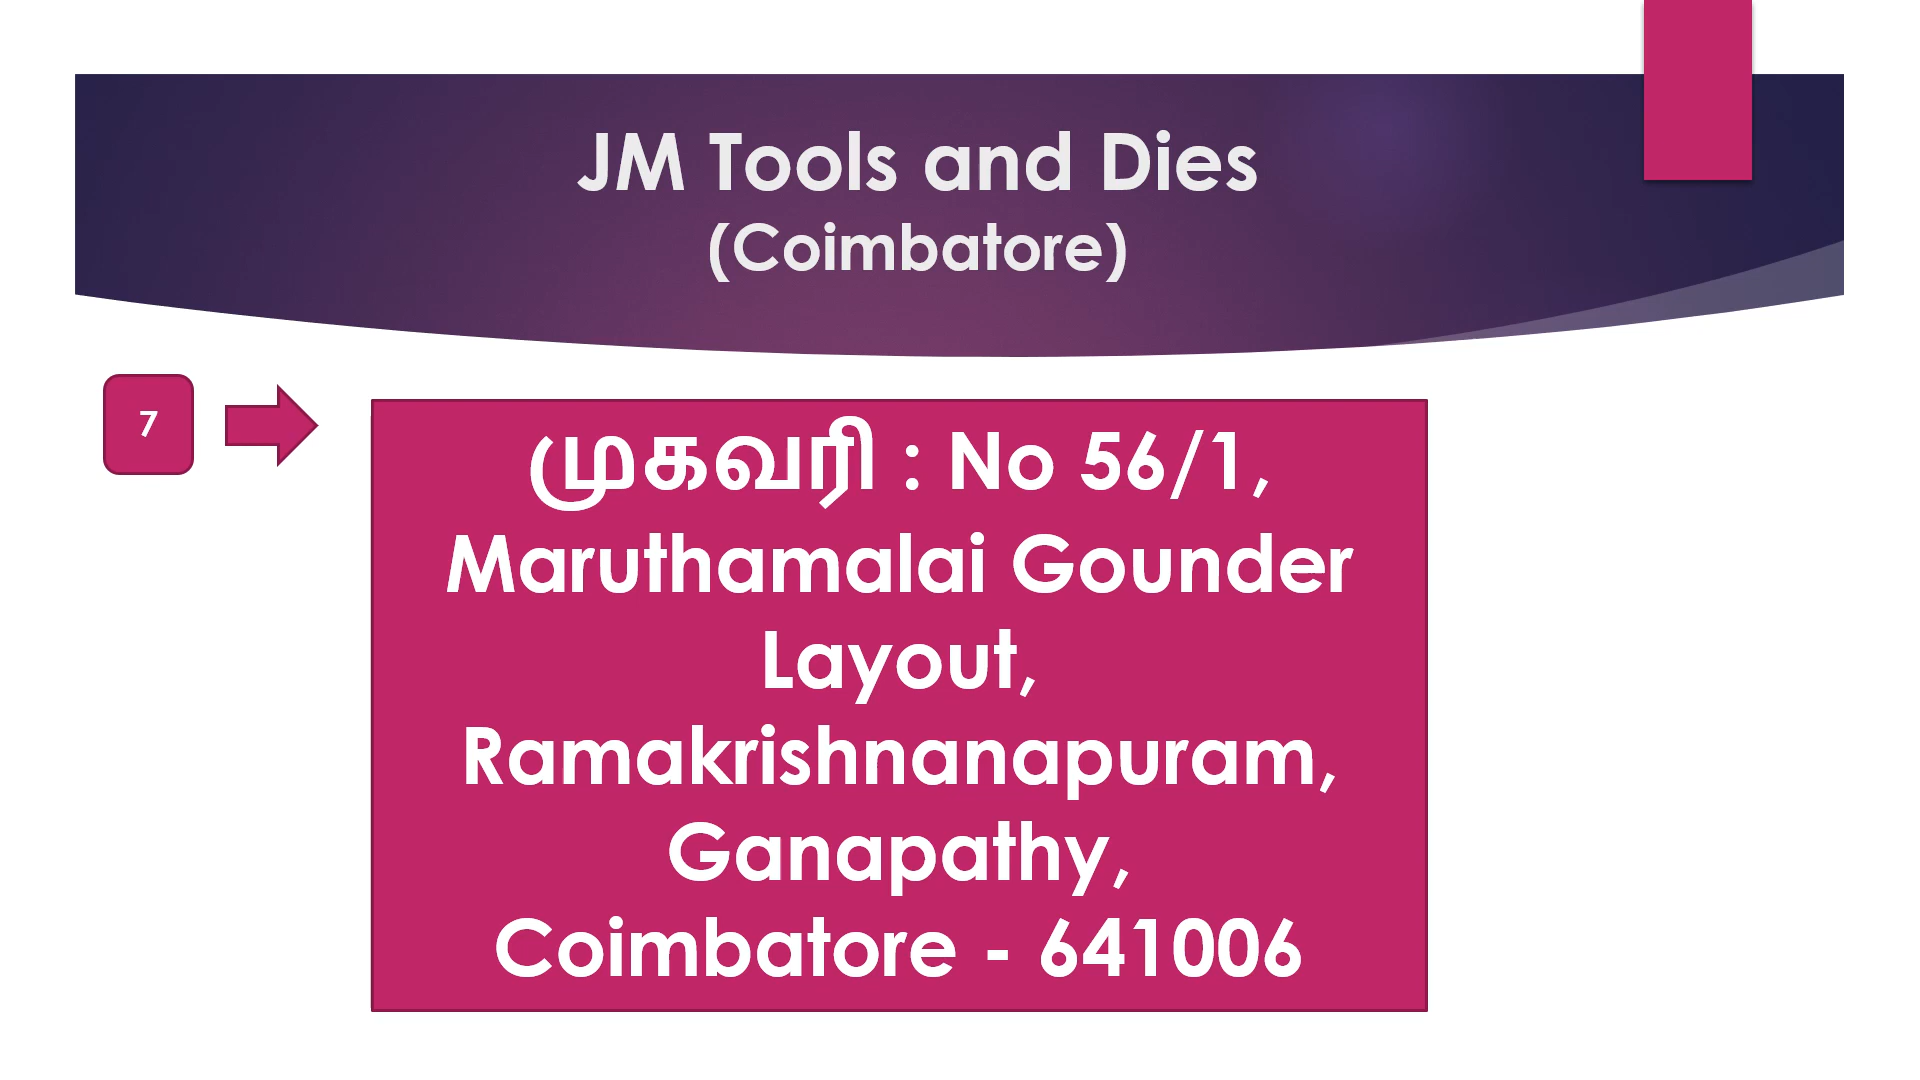 JM Tools and Dies
(Coimbatore)
7
முகவரி : No 56/1,
Maruthamalai Gounder
Layout,
Ramakrishnanapuram,
Ganapathy,
Coimbatore - 641006